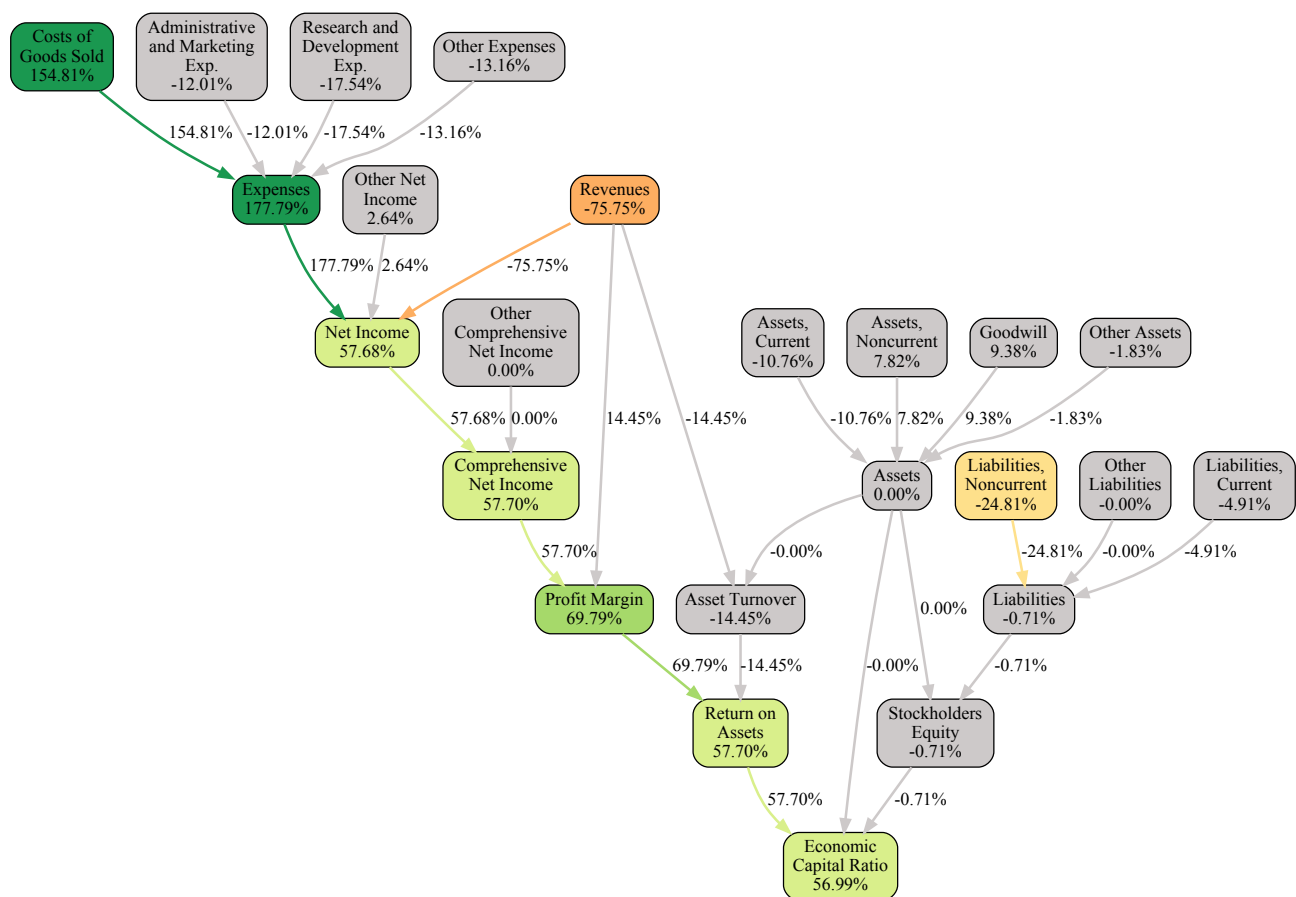 Costs of
Goods Sold
154.81%
Administrative
and Marketing
Exp.
-12.01%
Research and
Development
Exp.
-17.54%
Other Expenses
-13.16%
154.81%
-12.01%
-17.54%
-13.16%
Expenses
177.79%
Other Net
Income
2.64%
Revenues
-75.75%
177.79%
2.64%
-75.75%
Net Income
57.68%
Other
Comprehensive
Net Income
0.00%
Assets,
Current
-10.76%
Assets,
Noncurrent
7.82%
Goodwill
9.38%
Other Assets
-1.83%
57.68%
0.00%
14.45%
-14.45%
-10.76%
7.82%
9.38%
-1.83%
Comprehensive
Net Income
57.70%
Assets
0.00%
Liabilities,
Noncurrent
-24.81%
Other
Liabilities
-0.00%
Liabilities,
Current
-4.91%
57.70%
-0.00%
-24.81%
-0.00%
-4.91%
Profit Margin
69.79%
Asset Turnover
-14.45%
0.00%
Liabilities
-0.71%
69.79%
-14.45%
-0.00%
-0.71%
Return on
Assets
57.70%
Stockholders
Equity
-0.71%
57.70%
-0.71%
Economic
Capital Ratio
56.99%